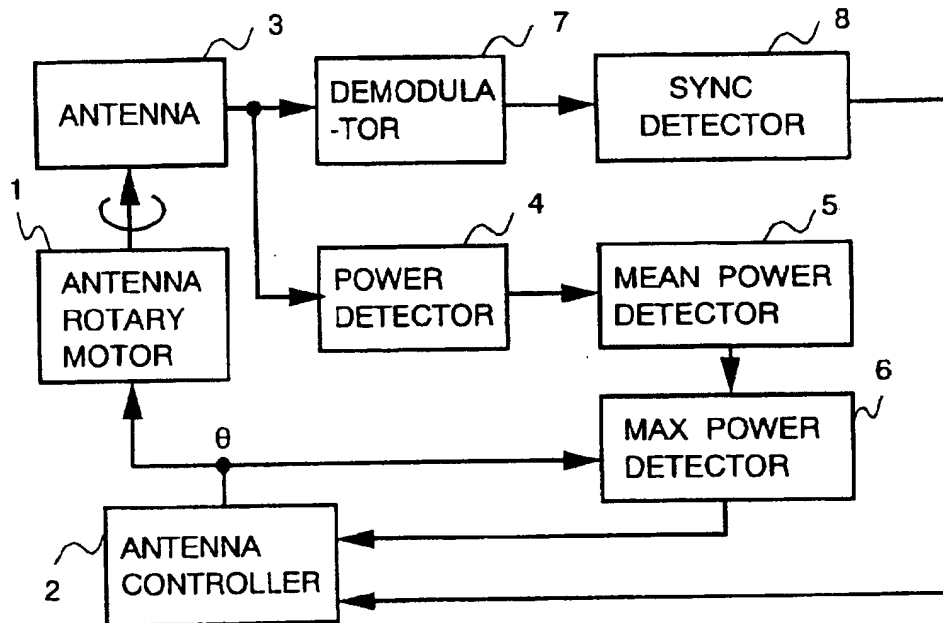 3
7
8
ANTENNA
DEMODULA
-TOR
SYNC
DETECTOR
1
4
5
ANTENNA
ROTARY
MOTOR
POWER
DETECTOR
MEAN POWER
DETECTOR
6
θ
MAX POWER
DETECTOR
2
ANTENNA
CONTROLLER